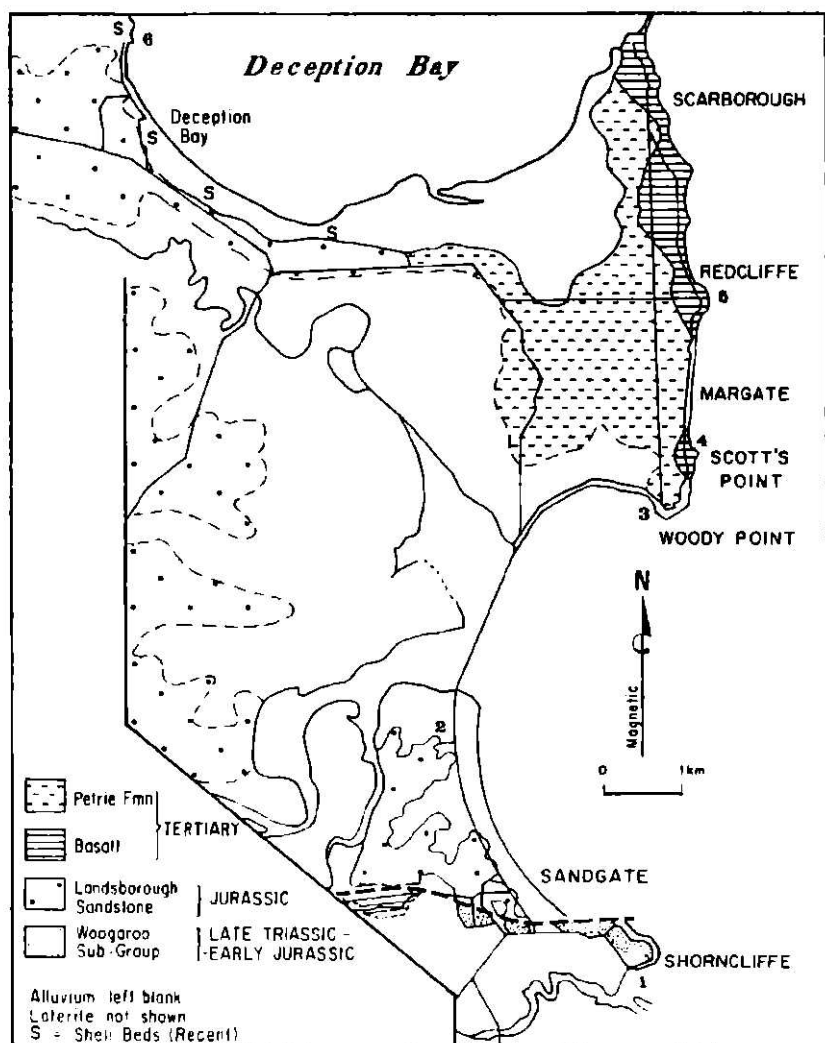 S
6
Deception Bay
SCARBOROUGH
Deception
Bay
S
S
S
REDCLIFFE
5
MARGATE
4
SCOTT'S
POINT
3
WOODY POINT
N
Magnetic
0 1 km
2
Petrie Fmn
TERTIARY
Basalt
Landsborough
Sandstone
JURASSIC
Woogaroo
Sub-Group
LATE TRIASSIC -
EARLY JURASSIC
SANDGATE
SHORNCLIFFE
1
Alluvium left blank
Laterite not shown
S = Shell Beds (Recent)